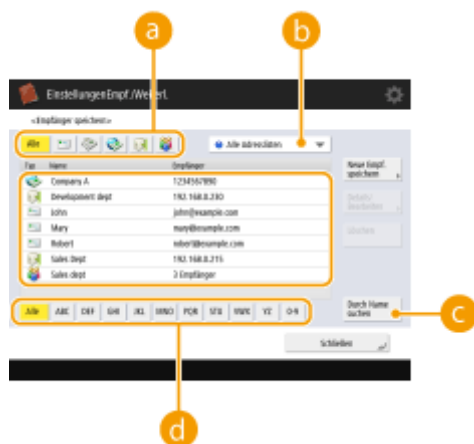 a
b
Einstellungen Empf./Weiterl.
<Empfänger speichern>
Alle
Alle Adresslisten
Typ Name Empfänger
Neue Empf. speichern
Company A 1234567890
Development dept 192.168.0.230
Details/ Bearbeiten
John john@example.com
Mary mary@example.com
Löschen
Robert robert@example.com
Sales Dept 192.168.0.215
Sales dept 3 Empfänger
Alle ABC DEF GHI JKL MNO PQR STU VWX YZ 0-9
Durch Name suchen
c
Schließen
d